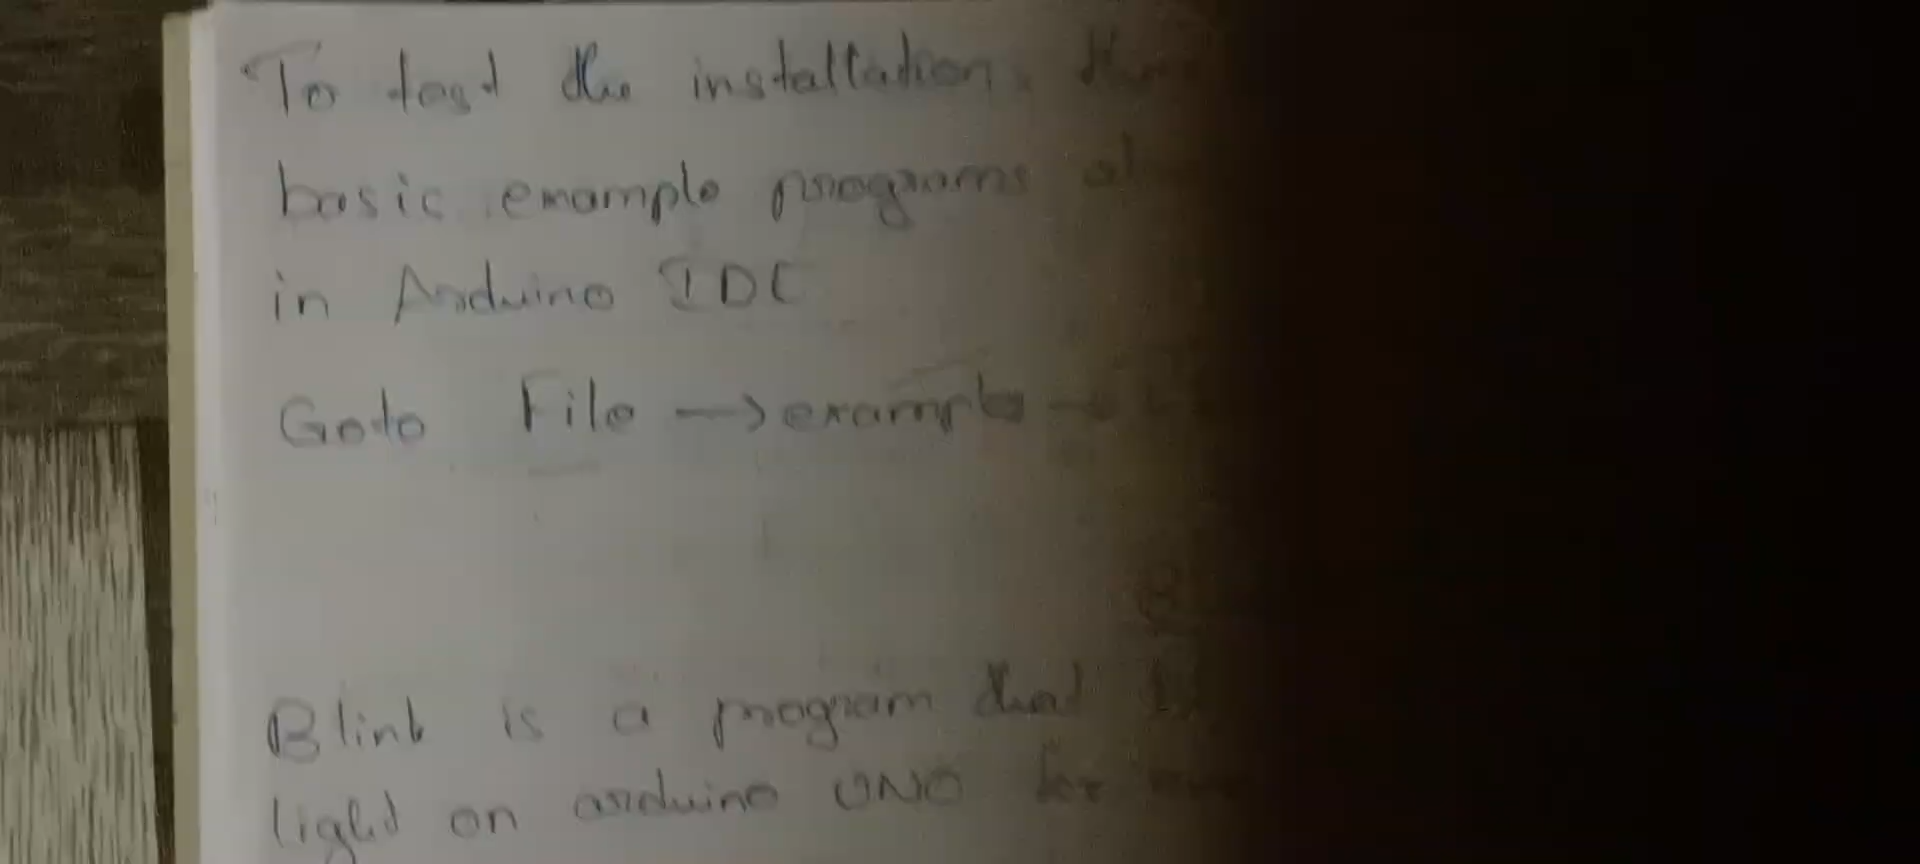 To test the installation,
basic example programs
in Arduino IDE
Goto File → example →
Blink is a program that
light on arduino UNO for